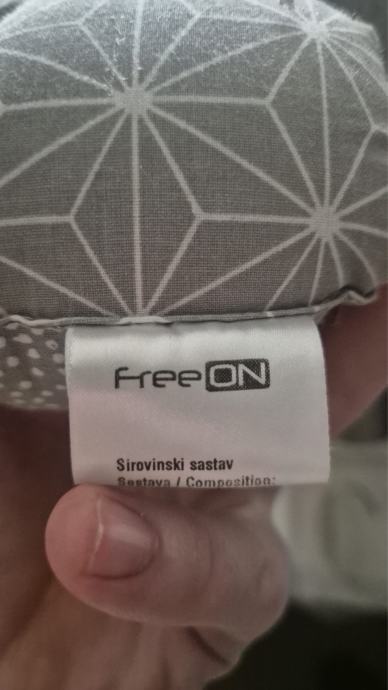 freeON
Sirovinski sastav
Sestava / Composition: